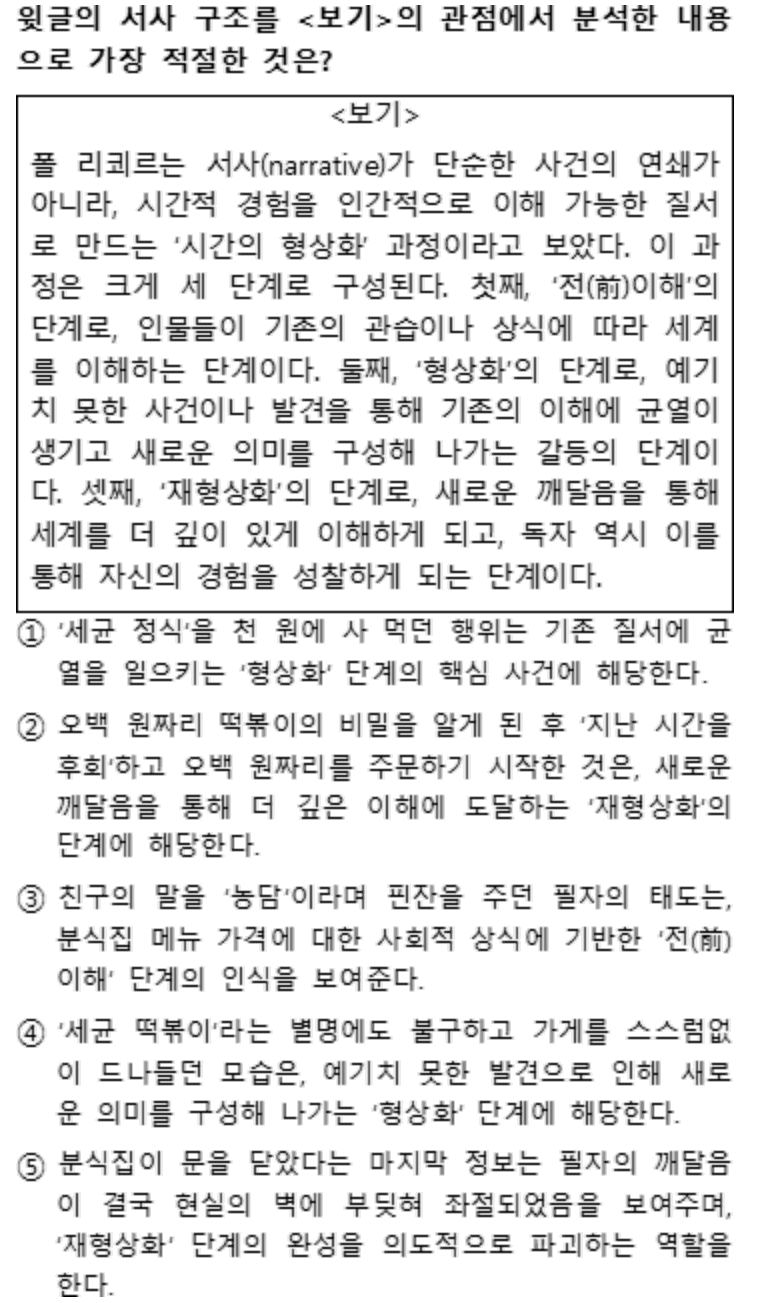 윗글의 서사 구조를 <보기>의 관점에서 분석한 내용
으로 가장 적절한 것은?
<보기>
폴 리쾨르는 서사(narrative)가 단순한 사건의 연쇄가
아니라, 시간적 경험을 인간적으로 이해 가능한 질서
로 만드는 '시간의 형상화' 과정이라고 보았다. 이 과
정은 크게 세 단계로 구성된다. 첫째, '전(前)이해'의
단계로, 인물들이 기존의 관습이나 상식에 따라 세계
를 이해하는 단계이다. 둘째, '형상화'의 단계로, 예기
치 못한 사건이나 발견을 통해 기존의 이해에 균열이
생기고 새로운 의미를 구성해 나가는 갈등의 단계이
다. 셋째, '재형상화'의 단계로, 새로운 깨달음을 통해
세계를 더 깊이 있게 이해하게 되고, 독자 역시 이를
통해 자신의 경험을 성찰하게 되는 단계이다.
① '세균 정식'을 천 원에 사 먹던 행위는 기존 질서에 균
열을 일으키는 '형상화' 단계의 핵심 사건에 해당한다.
② 오백 원짜리 떡볶이의 비밀을 알게 된 후 '지난 시간을
후회'하고 오백 원짜리를 주문하기 시작한 것은, 새로운
깨달음을 통해 더 깊은 이해에 도달하는 '재형상화'의
단계에 해당한다.
③ 친구의 말을 '농담'이라며 핀잔을 주던 필자의 태도는,
분식집 메뉴 가격에 대한 사회적 상식에 기반한 '전(前)
이해' 단계의 인식을 보여준다.
④ '세균 떡볶이'라는 별명에도 불구하고 가게를 스스럼없
이 드나들던 모습은, 예기치 못한 발견으로 인해 새로
운 의미를 구성해 나가는 '형상화' 단계에 해당한다.
⑤ 분식집이 문을 닫았다는 마지막 정보는 필자의 깨달음
이 결국 현실의 벽에 부딪혀 좌절되었음을 보여주며,
'재형상화' 단계의 완성을 의도적으로 파괴하는 역할을
한다.